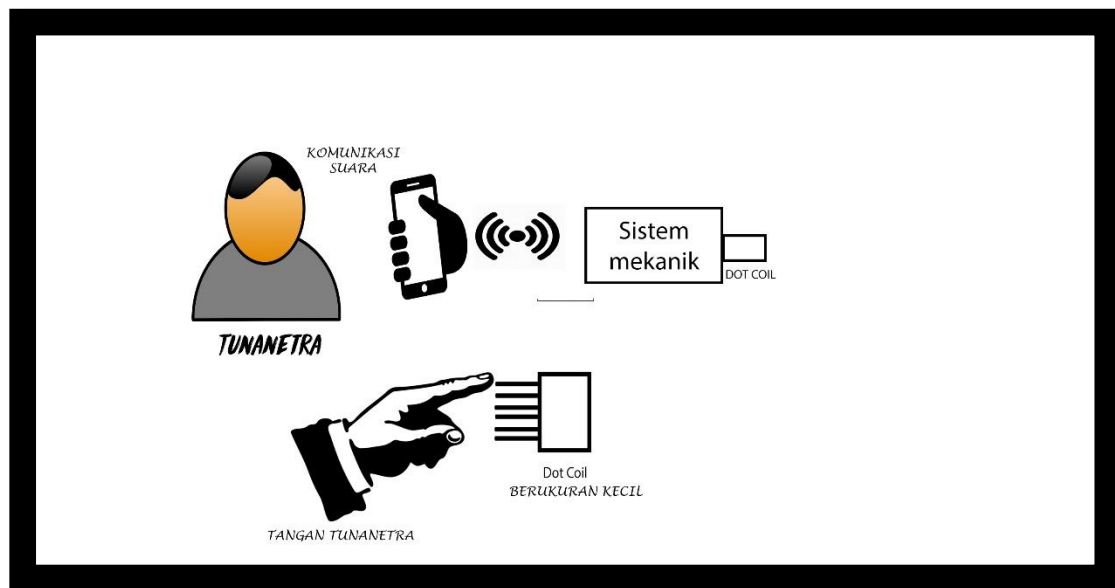 KOMUNIKASI
SUARA
Sistem
mekanik
DOT COIL
TUNANETRA
Dot Coil
BERUKURAN KECIL
TANGAN TUNANETRA